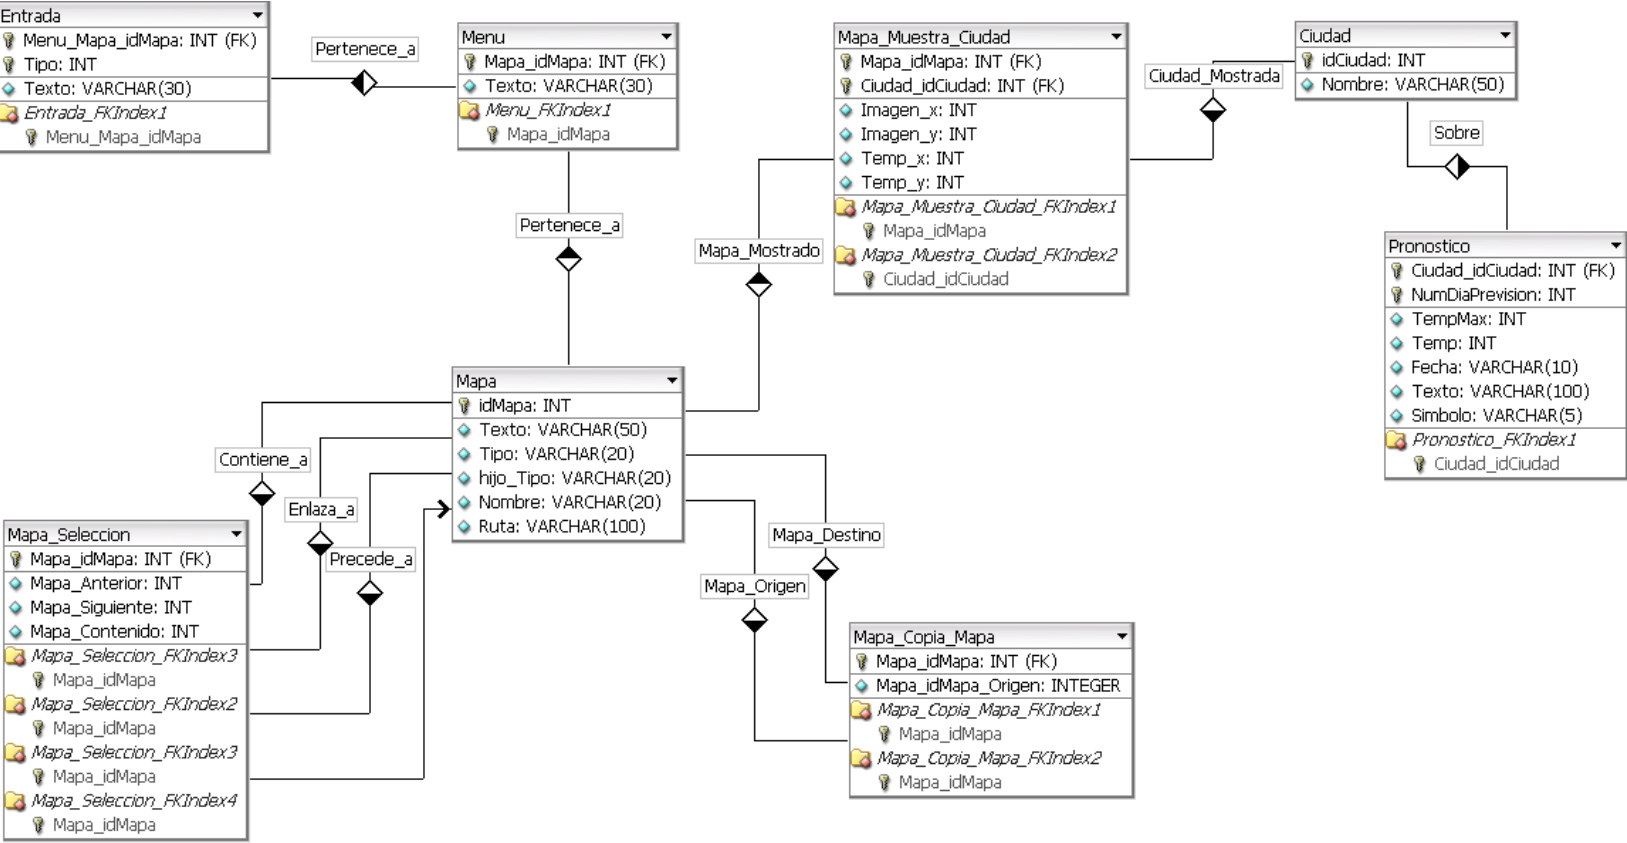 Entrada
Menu_Mapa_idMapa: INT (FK)
Tipo: INT
Texto: VARCHAR(30)
Entrada_FKIndex1
Menu_Mapa_idMapa
Pertenece_a
Menu
Mapa_idMapa: INT (FK)
Texto: VARCHAR(30)
Menu_FKIndex1
Mapa_idMapa
Pertenece_a
Mapa_Muestra_Ciudad
Mapa_idMapa: INT (FK)
Ciudad_idCiudad: INT (FK)
Imagen_x: INT
Imagen_y: INT
Temp_x: INT
Temp_y: INT
Mapa_Muestra_Ciudad_FKIndex1
Mapa_idMapa
Mapa_Muestra_Ciudad_FKIndex2
Ciudad_idCiudad
Mapa_Mostrado
Ciudad_Mostrada
Ciudad
idCiudad: INT
Nombre: VARCHAR(50)
Sobre
Pronostico
Ciudad_idCiudad: INT (FK)
NumDiaPrevision: INT
TempMax: INT
Temp: INT
Fecha: VARCHAR(10)
Texto: VARCHAR(100)
Simbolo: VARCHAR(5)
Pronostico_FKIndex1
Ciudad_idCiudad
Mapa
idMapa: INT
Texto: VARCHAR(50)
Tipo: VARCHAR(20)
hijo_Tipo: VARCHAR(20)
Nombre: VARCHAR(20)
Ruta: VARCHAR(100)
Contiene_a
Enlaza_a
Precede_a
Mapa_Seleccion
Mapa_idMapa: INT (FK)
Mapa_Anterior: INT
Mapa_Siguiente: INT
Mapa_Contenido: INT
Mapa_Seleccion_FKIndex3
Mapa_idMapa
Mapa_Seleccion_FKIndex2
Mapa_idMapa
Mapa_Seleccion_FKIndex3
Mapa_idMapa
Mapa_Seleccion_FKIndex4
Mapa_idMapa
Mapa_Destino
Mapa_Origen
Mapa_Copia_Mapa
Mapa_idMapa: INT (FK)
Mapa_idMapa_Origen: INTEGER
Mapa_Copia_Mapa_FKIndex1
Mapa_idMapa
Mapa_Copia_Mapa_FKIndex2
Mapa_idMapa